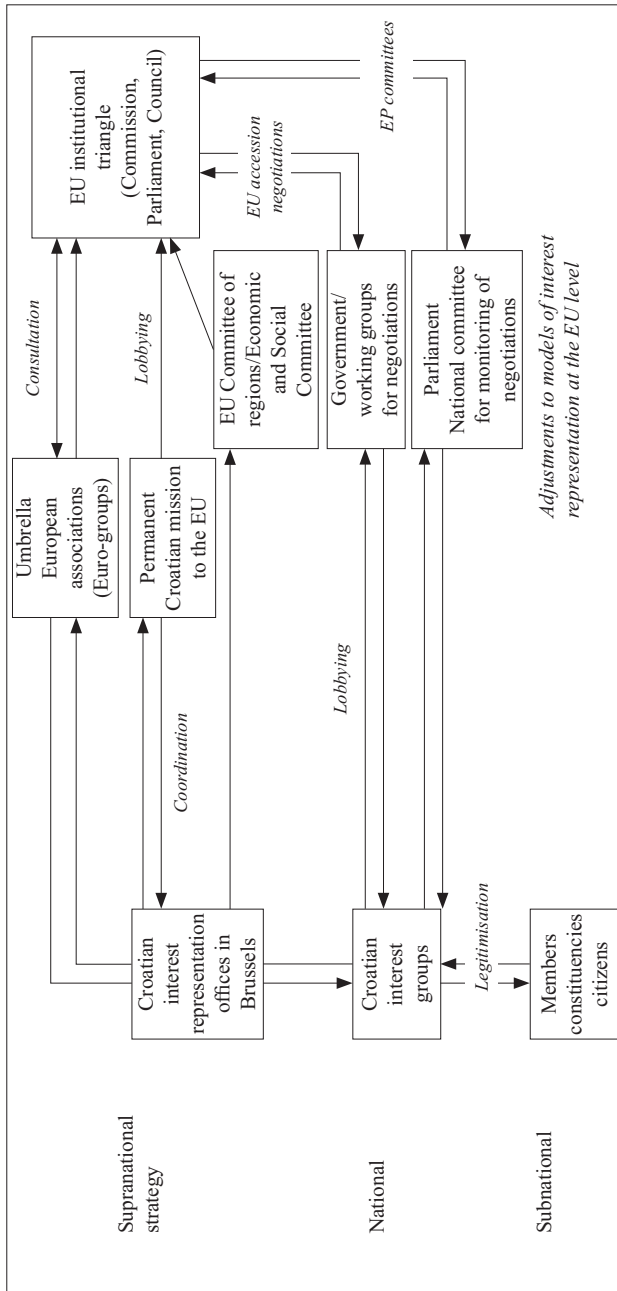 Supranational
strategy
National
Subnational
Croatian
interest
representation
offices in
Brussels
Croatian
interest
groups
Legitimisation
Members
constituencies
citizens
Coordination
Lobbying
Umbrella
European
associations
(Euro-groups)
Permanent
Croatian mission
to the EU
EU Committee of
regions/Economic
and Social
Committee
Government/
working groups
for negotiations
Parliament
National committee
for monitoring of
negotiations
Consultation
Lobbying
EU accession
negotiations
EP committees
EU institutional
triangle
(Commission,
Parliament, Council)
Adjustments to models of interest
representation at the EU level